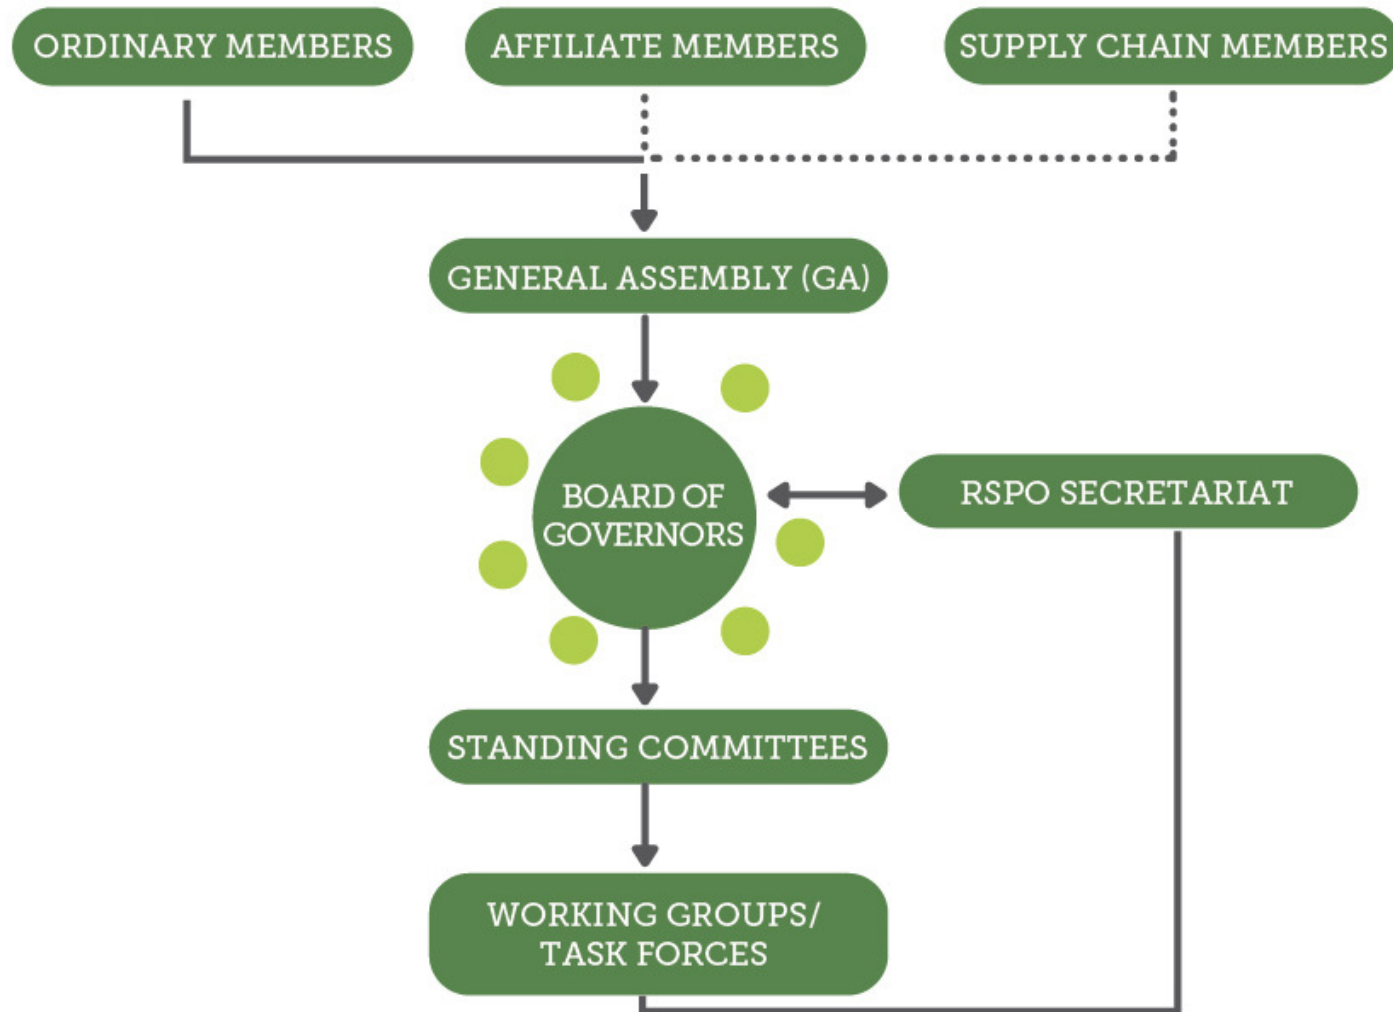 ORDINARY MEMBERS
AFFILIATE MEMBERS
SUPPLY CHAIN MEMBERS
GENERAL ASSEMBLY (GA)
BOARD OF
GOVERNORS
RSPO SECRETARIAT
STANDING COMMITTEES
WORKING GROUPS/
TASK FORCES